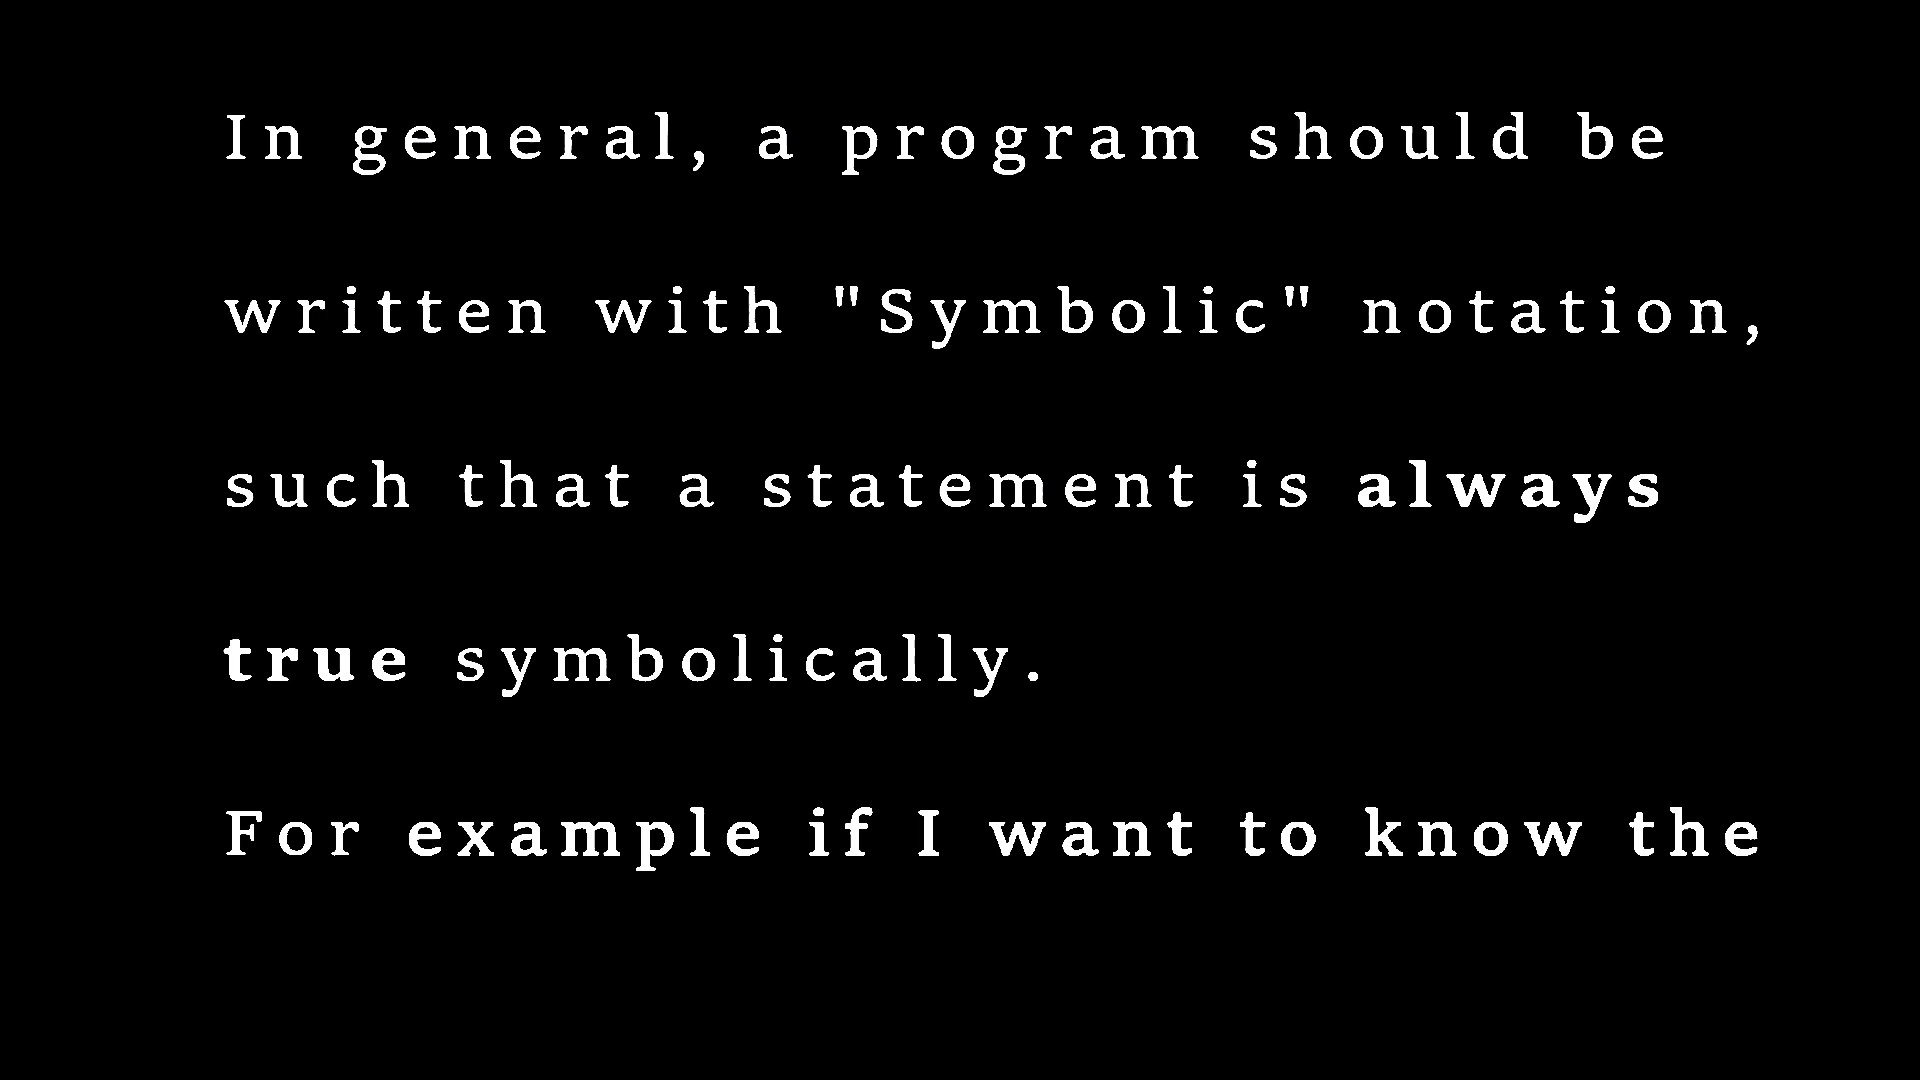 In general, a program should be
written with "Symbolic" notation,
such that a statement is always
true symbolically.
For example if I want to know the